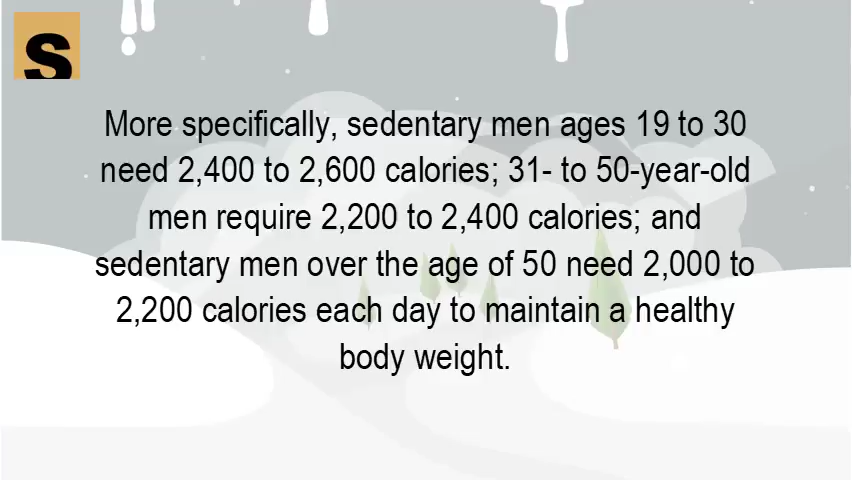 S
More specifically, sedentary men ages 19 to 30
need 2,400 to 2,600 calories; 31- to 50-year-old
men require 2,200 to 2,400 calories; and
sedentary men over the age of 50 need 2,000 to
2,200 calories each day to maintain a healthy
body weight.